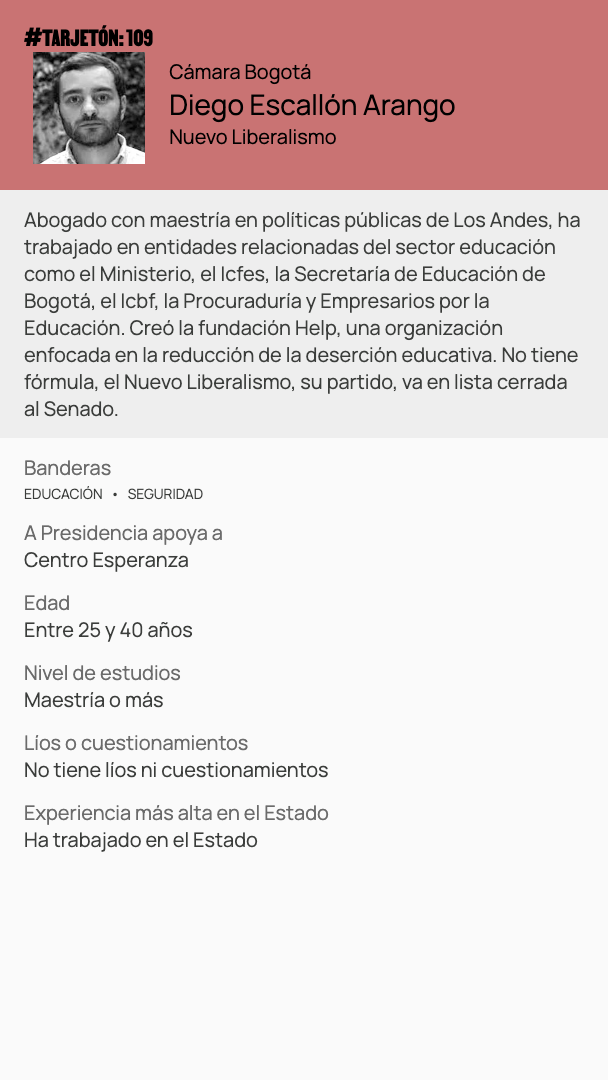 #TARJETÓN: 109
Cámara Bogotá
Diego Escallón Arango
Nuevo Liberalismo
Abogado con maestría en políticas públicas de Los Andes, ha
trabajado en entidades relacionadas del sector educación
como el Ministerio, el Icfes, la Secretaría de Educación de
Bogotá, el Icbf, la Procuraduría y Empresarios por la
Educación. Creó la fundación Help, una organización
enfocada en la reducción de la deserción educativa. No tiene
fórmula, el Nuevo Liberalismo, su partido, va en lista cerrada
al Senado.
Banderas
EDUCACIÓN • SEGURIDAD
A Presidencia apoya a
Centro Esperanza
Edad
Entre 25 y 40 años
Nivel de estudios
Maestría o más
Líos o cuestionamientos
No tiene líos ni cuestionamientos
Experiencia más alta en el Estado
Ha trabajado en el Estado